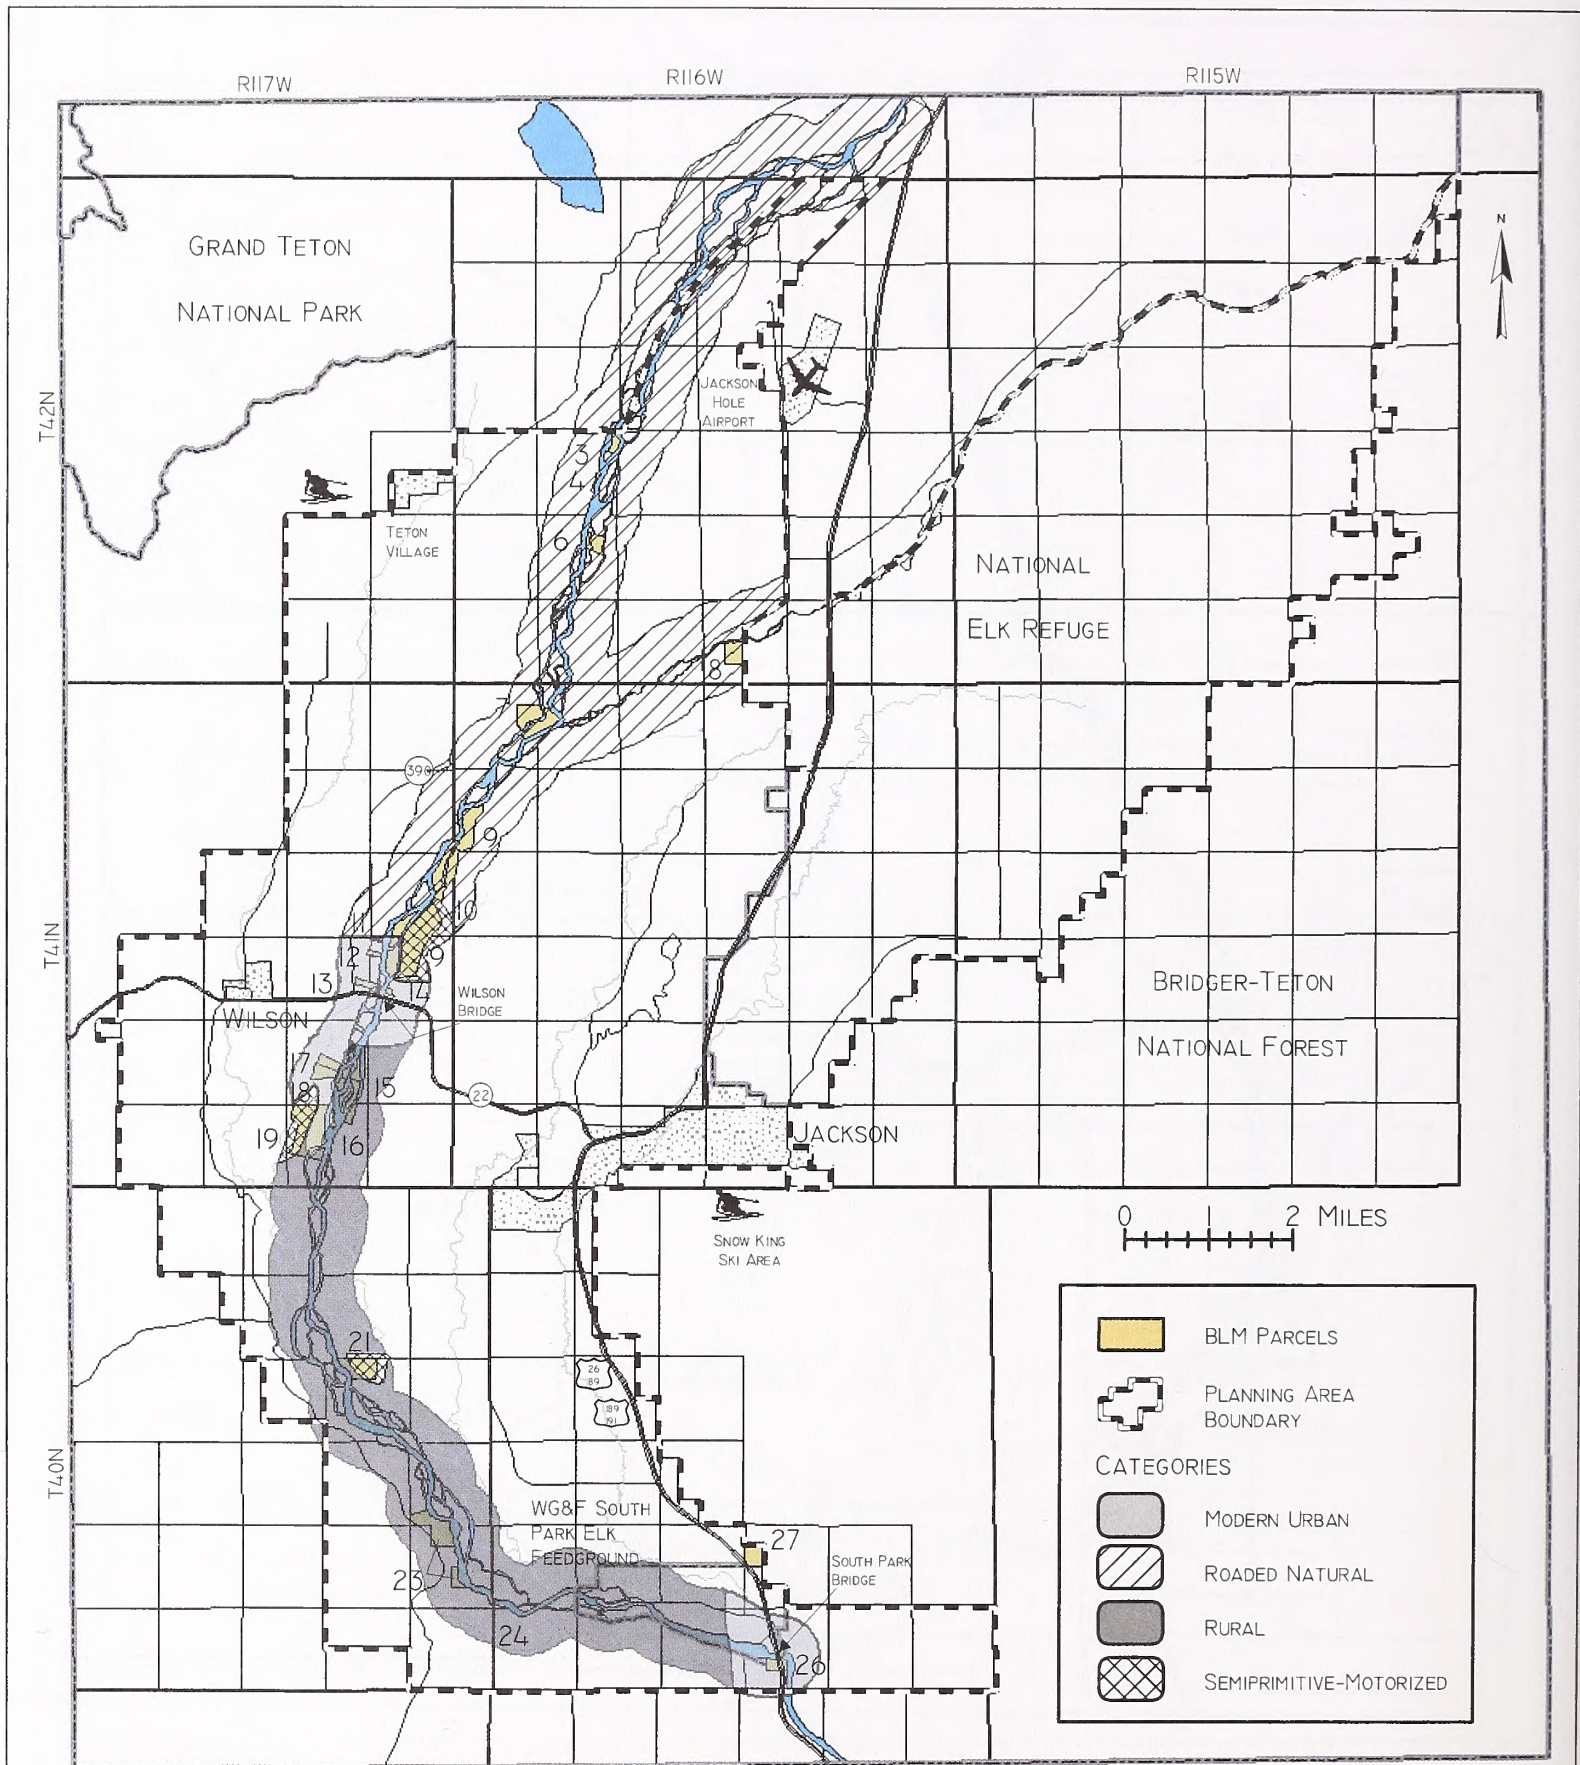 R117W
R116W
R115W
N
GRAND TETON
NATIONAL PARK
T42N
JACKSON
HOLE
AIRPORT
3
4
TETON
VILLAGE
6
NATIONAL
ELK REFUGE
8
7
390
9
10
11
T41N
12
9
13
14
WILSON
BRIDGE
WILSON
BRIDGER-TETON
NATIONAL FOREST
17
15
18
22
19
16
JACKSON
0 1 2 MILES
SNOW KING
SKI AREA
21
26
89
189
191
T40N
WG&F SOUTH
PARK ELK
FEEDGROUND
27
SOUTH PARK
BRIDGE
23
24
26
BLM PARCELS
PLANNING AREA
BOUNDARY
CATEGORIES
MODERN URBAN
ROADED NATURAL
RURAL
SEMIPRIMITIVE-MOTORIZED